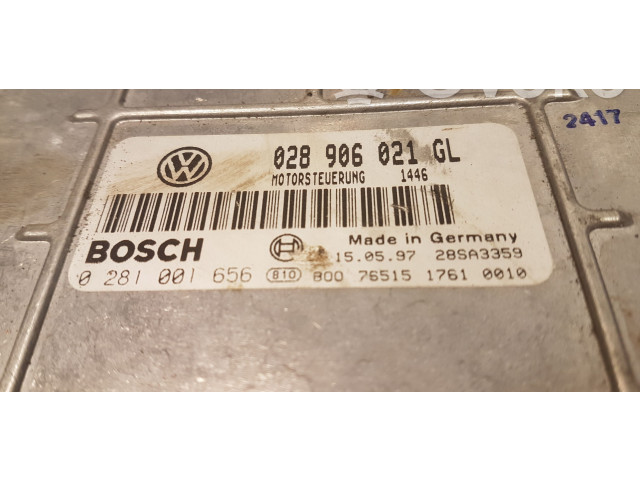 2417
028 906 021 GL
MOTORSTEUERUNG 1446
BOSCH
Made in Germany
15.05.97 28SA3359
0 281 001 656 810 800 76515 1761 0010